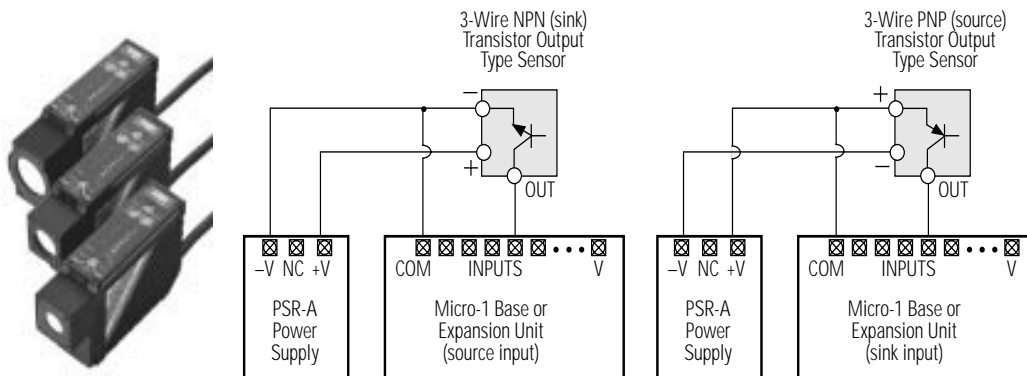 3-Wire NPN (sink)
Transistor Output
Type Sensor
−
+
OUT
−V NC +V
COM INPUTS V
PSR-A
Power
Supply
Micro-1 Base or
Expansion Unit
(source input)
3-Wire PNP (source)
Transistor Output
Type Sensor
+
−
OUT
−V NC +V
COM INPUTS V
PSR-A
Power
Supply
Micro-1 Base or
Expansion Unit
(sink input)